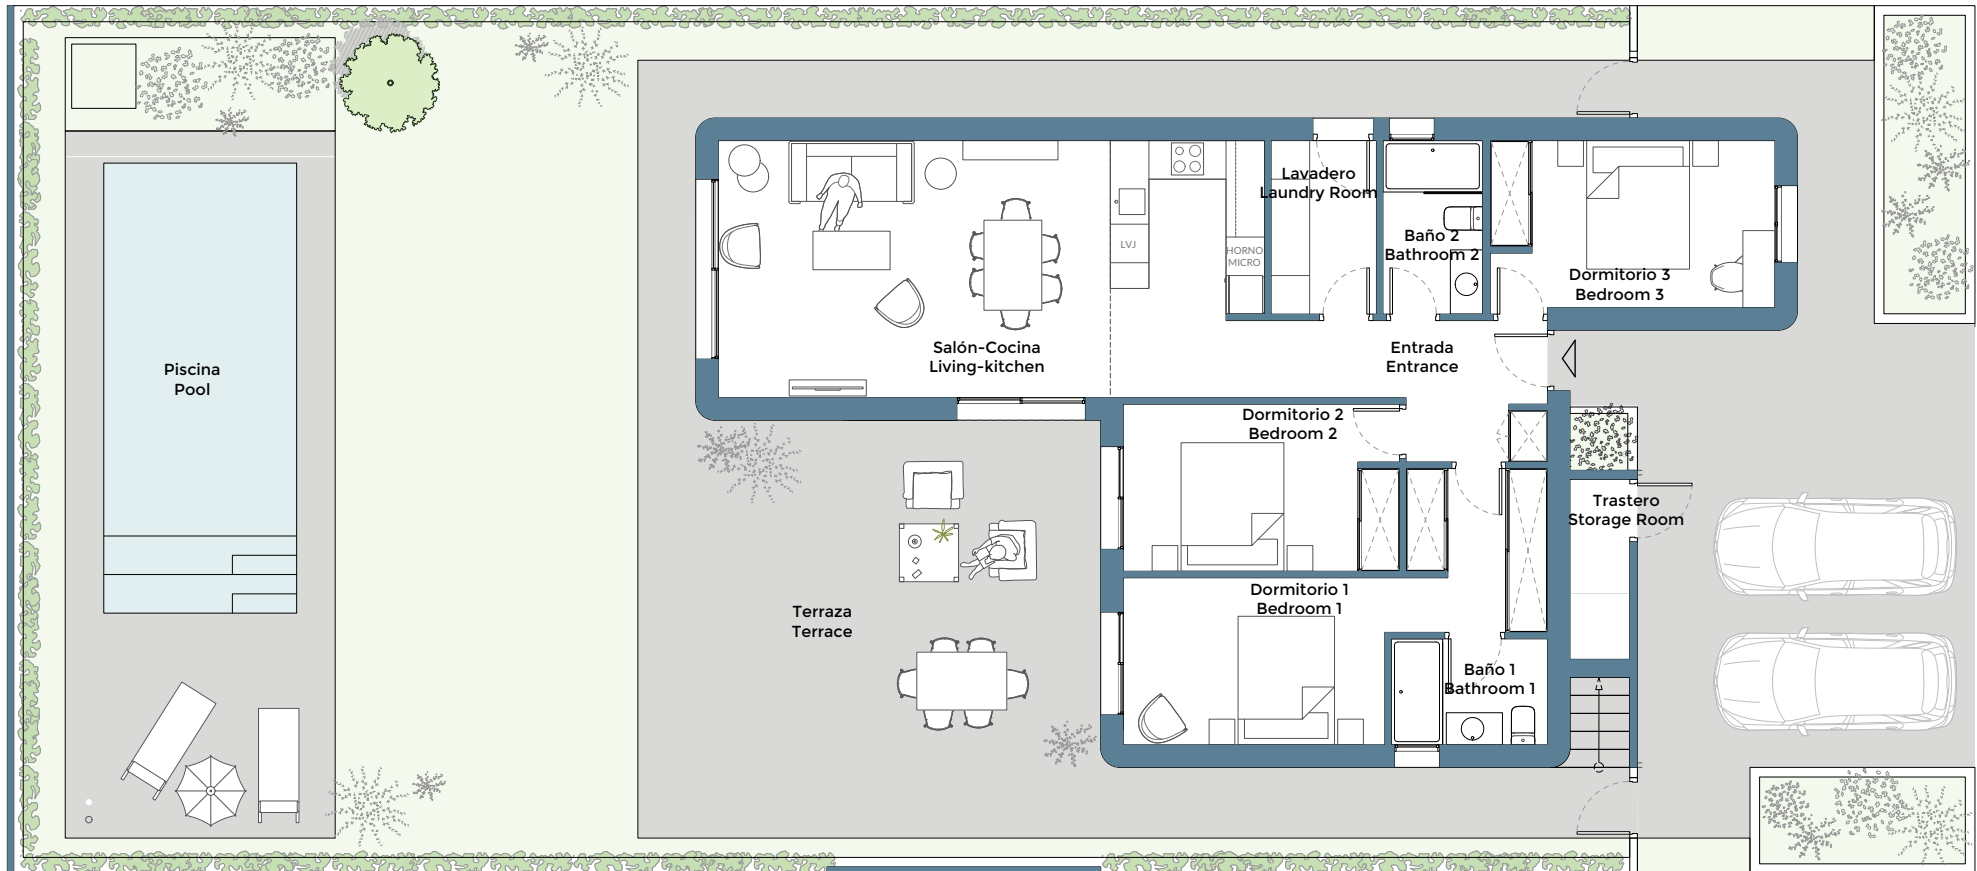 Lavadero
Laundry Room
Baño 2
Bathroom 2
LVJ
HORNO
MICRO
Dormitorio 3
Bedroom 3
Salón-Cocina
Living-kitchen
Entrada
Entrance
Piscina
Pool
Dormitorio 2
Bedroom 2
Trastero
Storage Room
Dormitorio 1
Bedroom 1
Terraza
Terrace
Baño 1
Bathroom 1